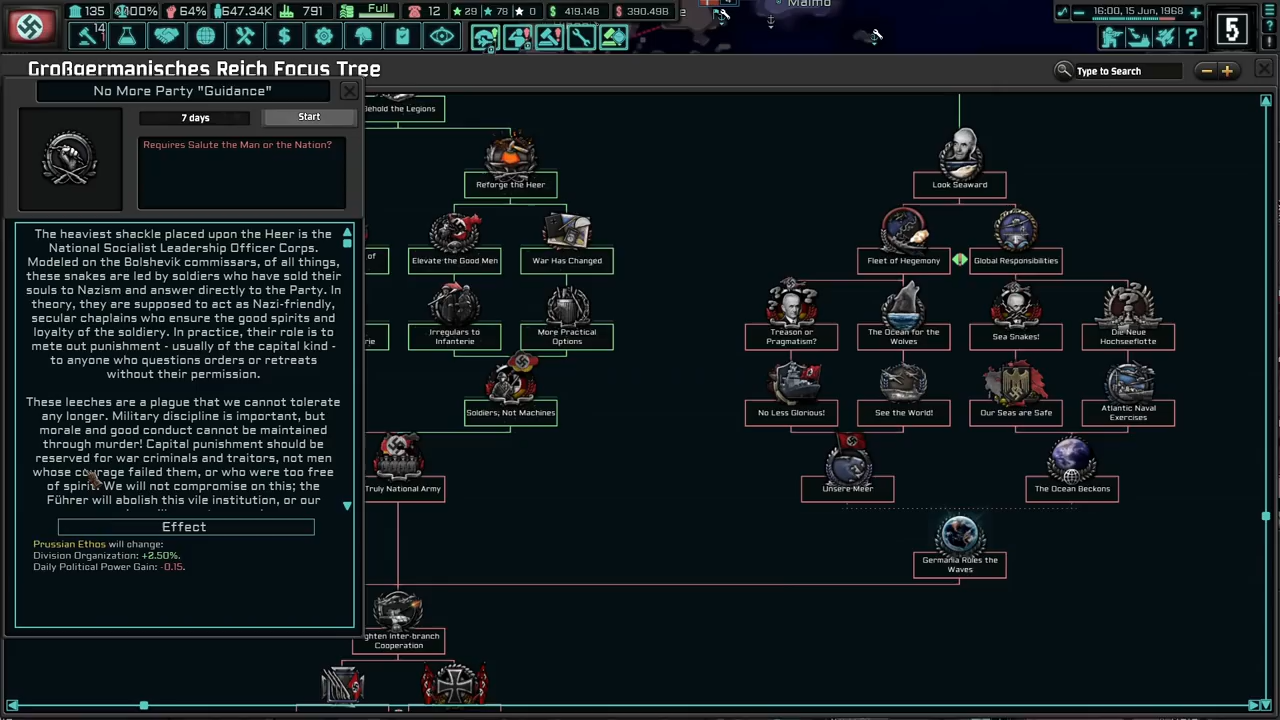 135 100% 64% 647.34K 791 Full 12 29 78 0 $ 419.14B $ 390.49B
Malmö
16:00, 15 Jun, 1968
5
14
Großgermanisches Reich Focus Tree
Type to Search
No More Party "Guidance"
7 days
Start
Requires Salute the Man or the Nation?
The heaviest shackle placed upon the Heer is the
National Socialist Leadership Officer Corps.
Modeled on the Bolshevik commissars, of all things,
these snakes are led by soldiers who have sold their
souls to Nazism and answer directly to the Party. In
theory, they are supposed to act as Nazi-friendly,
secular chaplains who ensure the good spirits and
loyalty of the soldiery. In practice, their role is to
mete out punishment - usually of the capital kind -
to anyone who questions orders or retreats
without their permission.
These leeches are a plague that we cannot tolerate
any longer. Military discipline is important, but
morale and good conduct cannot be maintained
through murder! Capital punishment should be
reserved for war criminals and traitors, not men
whose courage failed them, or who were too free
of spirit. We will not compromise on this; the
Führer will abolish this vile institution, or our
Effect
Prussian Ethos will change:
Division Organization: +2.50%.
Daily Political Power Gain: -0.15.
ehold the Legions
Reforge the Heer
Look Seaward
of
Elevate the Good Men
War Has Changed
Fleet of Hegemony
Global Responsibilities
rie
Irregulars to
Infanterie
More Practical
Options
Treason or
Pragmatism?
The Ocean for the
Wolves
Sea Snakes!
Die Neue
Hochseeflotte
Soldiers, Not Machines
No Less Glorious!
See the World!
Our Seas are Safe
Atlantic Naval
Exercises
Truly National Army
Unsere Meer
The Ocean Beckons
Germania Rules the
Waves
ghten Inter-branch
Cooperation